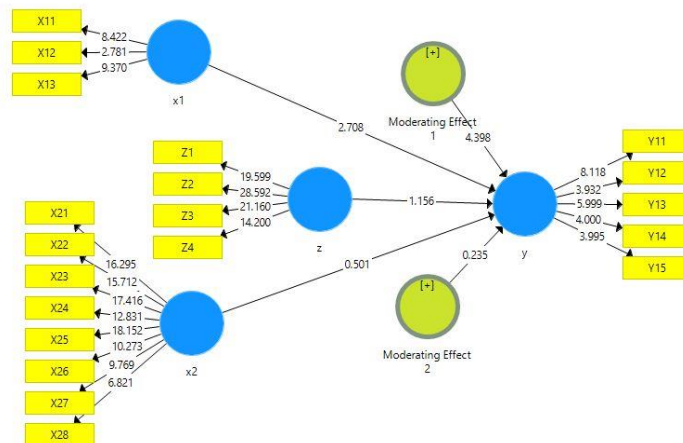 X11
8.422
X12
2.781
X13
9.370
x1
[+]
Moderating Effect
1
2.708
4.398
Z1
19.599
Z2
28.592
Z3
21.160
Z4
14.200
z
1.156
Y11
8.118
Y12
3.932
Y13
5.999
Y14
4.000
Y15
3.995
y
X21
16.295
X22
15.712
X23
17.416
X24
12.831
X25
18.152
X26
10.273
X27
9.769
X28
6.821
x2
0.501
0.235
[+]
Moderating Effect
2